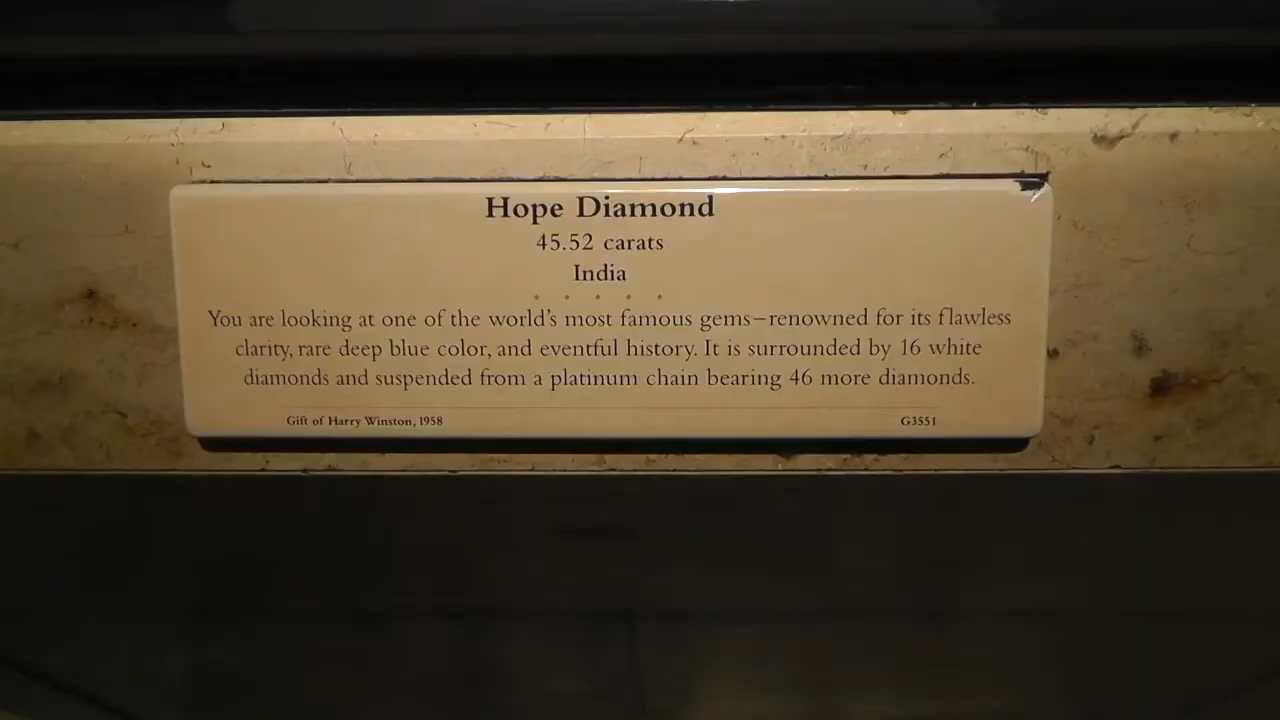 Hope Diamond
45.52 carats
India
You are looking at one of the world's most famous gems—renowned for its flawless
clarity, rare deep blue color, and eventful history. It is surrounded by 16 white
diamonds and suspended from a platinum chain bearing 46 more diamonds.
Gift of Harry Winston, 1958 G3551